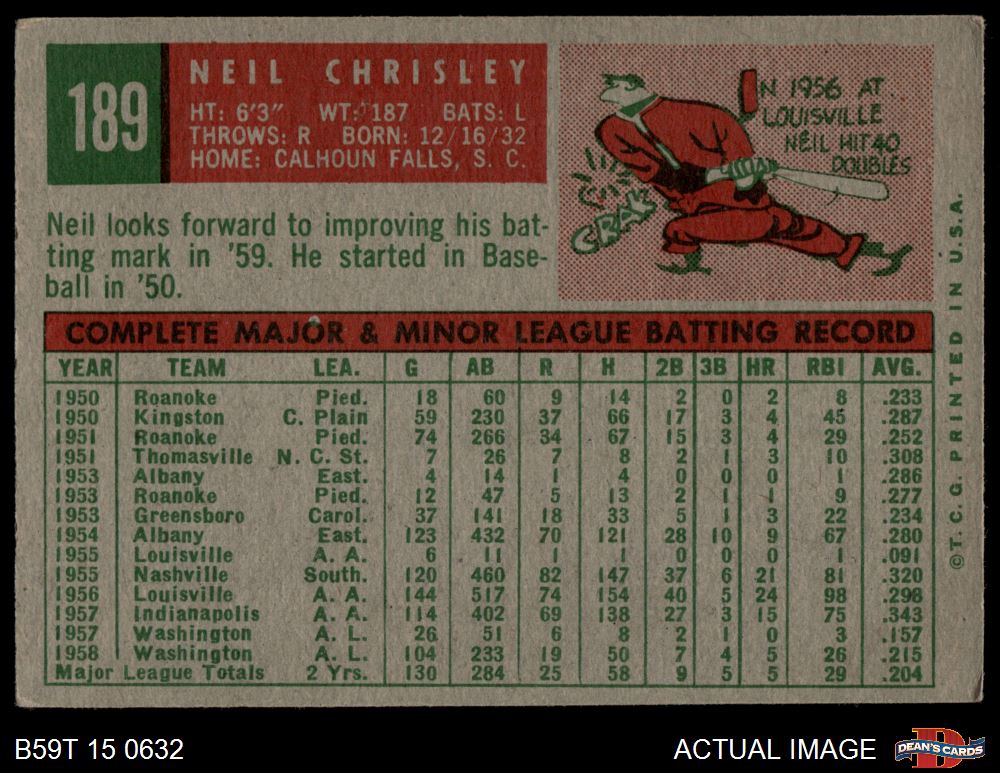 189
NEIL CHRISLEY
HT: 6'3" WT: 187 BATS: L
THROWS: R BORN: 12/16/32
HOME: CALHOUN FALLS, S. C.
IN 1956 AT
LOUISVILLE
NEIL HIT 40
DOUBLES
CRAK
Neil looks forward to improving his bat-
ting mark in '59. He started in Base-
ball in '50.
COMPLETE MAJOR & MINOR LEAGUE BATTING RECORD
YEAR TEAM LEA. G AB R H 2B 3B HR RBI AVG.
1950 Roanoke Pied. 18 60 9 14 2 0 2 8 .233
1950 Kingston C. Plain 59 230 37 66 17 3 4 45 .287
1951 Roanoke Pied. 74 266 34 67 15 3 4 29 .252
1951 Thomasville N. C. St. 7 26 7 8 2 1 3 10 .308
1953 Albany East. 4 14 1 4 0 0 0 1 .286
1953 Roanoke Pied. 12 47 5 13 2 1 1 9 .277
1953 Greensboro Carol. 37 141 18 33 5 1 3 22 .234
1954 Albany East. 123 432 70 121 28 10 9 67 .280
1955 Louisville A. A. 6 11 1 1 0 0 0 1 .091
1955 Nashville South. 120 460 82 147 37 6 21 81 .320
1956 Louisville A. A. 144 517 74 154 40 5 24 98 .298
1957 Indianapolis A. A. 114 402 69 138 27 3 15 75 .343
1957 Washington A. L. 26 51 6 8 2 1 0 3 .157
1958 Washington A. L. 104 233 19 50 7 4 5 26 .215
Major League Totals 2 Yrs. 130 284 25 58 9 5 5 29 .204
©T. C. G. PRINTED IN U.S.A.
B59T 15 0632
ACTUAL IMAGE
D
DEAN'S CARDS